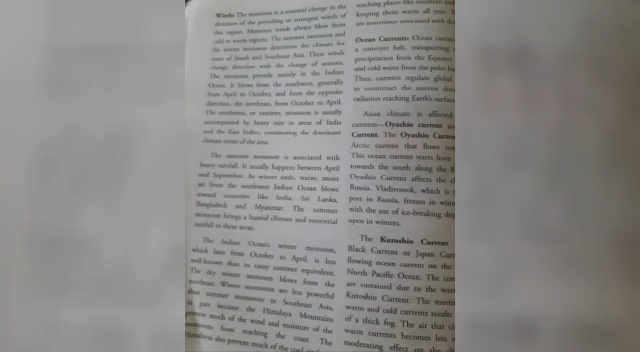 Winds: The monsoon is a seasonal change in the
direction of the prevailing or strongest winds of
this region. Monsoon winds always blow from
cold to warm regions. The summer monsoon and
the winter monsoon determine the climate for
most of South and Southeast Asia. These winds
change direction with the change of seasons.
The monsoon prevails mainly in the Indian
Ocean. It blows from the southwest, generally
from April to October, and from the opposite
direction, the northeast, from October to April.
The southwest, or summer, monsoon is usually
accompanied by heavy rain in areas of India
and the East Indies, constituting the dominant
climate event of the area.
The summer monsoon is associated with
heavy rainfall. It usually happens between April
and September. As winter ends, warm, moist
air from the southwest Indian Ocean blows
toward countries like India, Sri Lanka,
Bangladesh and Myanmar. The summer
monsoon brings a humid climate and torrential
rainfall to these areas.
The Indian Ocean's winter monsoon,
which lasts from October to April, is less
well-known than its rainy summer equivalent.
The dry winter monsoon blows from the
northeast. Winter monsoons are less powerful
than summer monsoons in Southeast Asia,
in part because the Himalaya Mountains
prevent much of the wind and moisture of the
monsoons from reaching the coast. The
Himalayas also prevent much of the cool air
reaching places like southern
keeping them warm all year.
are sometimes associated with
Ocean Currents: Ocean
a conveyer belt, transporting
precipitation from the Equator
and cold water from the poles
Thus, currents regulate global
to counteract the uneven
radiation reaching Earth's surface
Asian climate is affected
currents—Oyashio current
Current. The Oyashio
Arctic current that flows
This ocean current starts from
towards the south along the
Oyashio Current affects the
Russia. Vladivostok, which is
port in Russia, freezes in
with the use of ice-breaking
open in winters.
The Kuroshio Current
Black Current or Japan
flowing ocean current on the
North Pacific Ocean. The
are sustained due to the
Kuroshio Current. The
warm and cold currents results
of a thick fog. The air that
warm currents becomes less
moderating effect on the